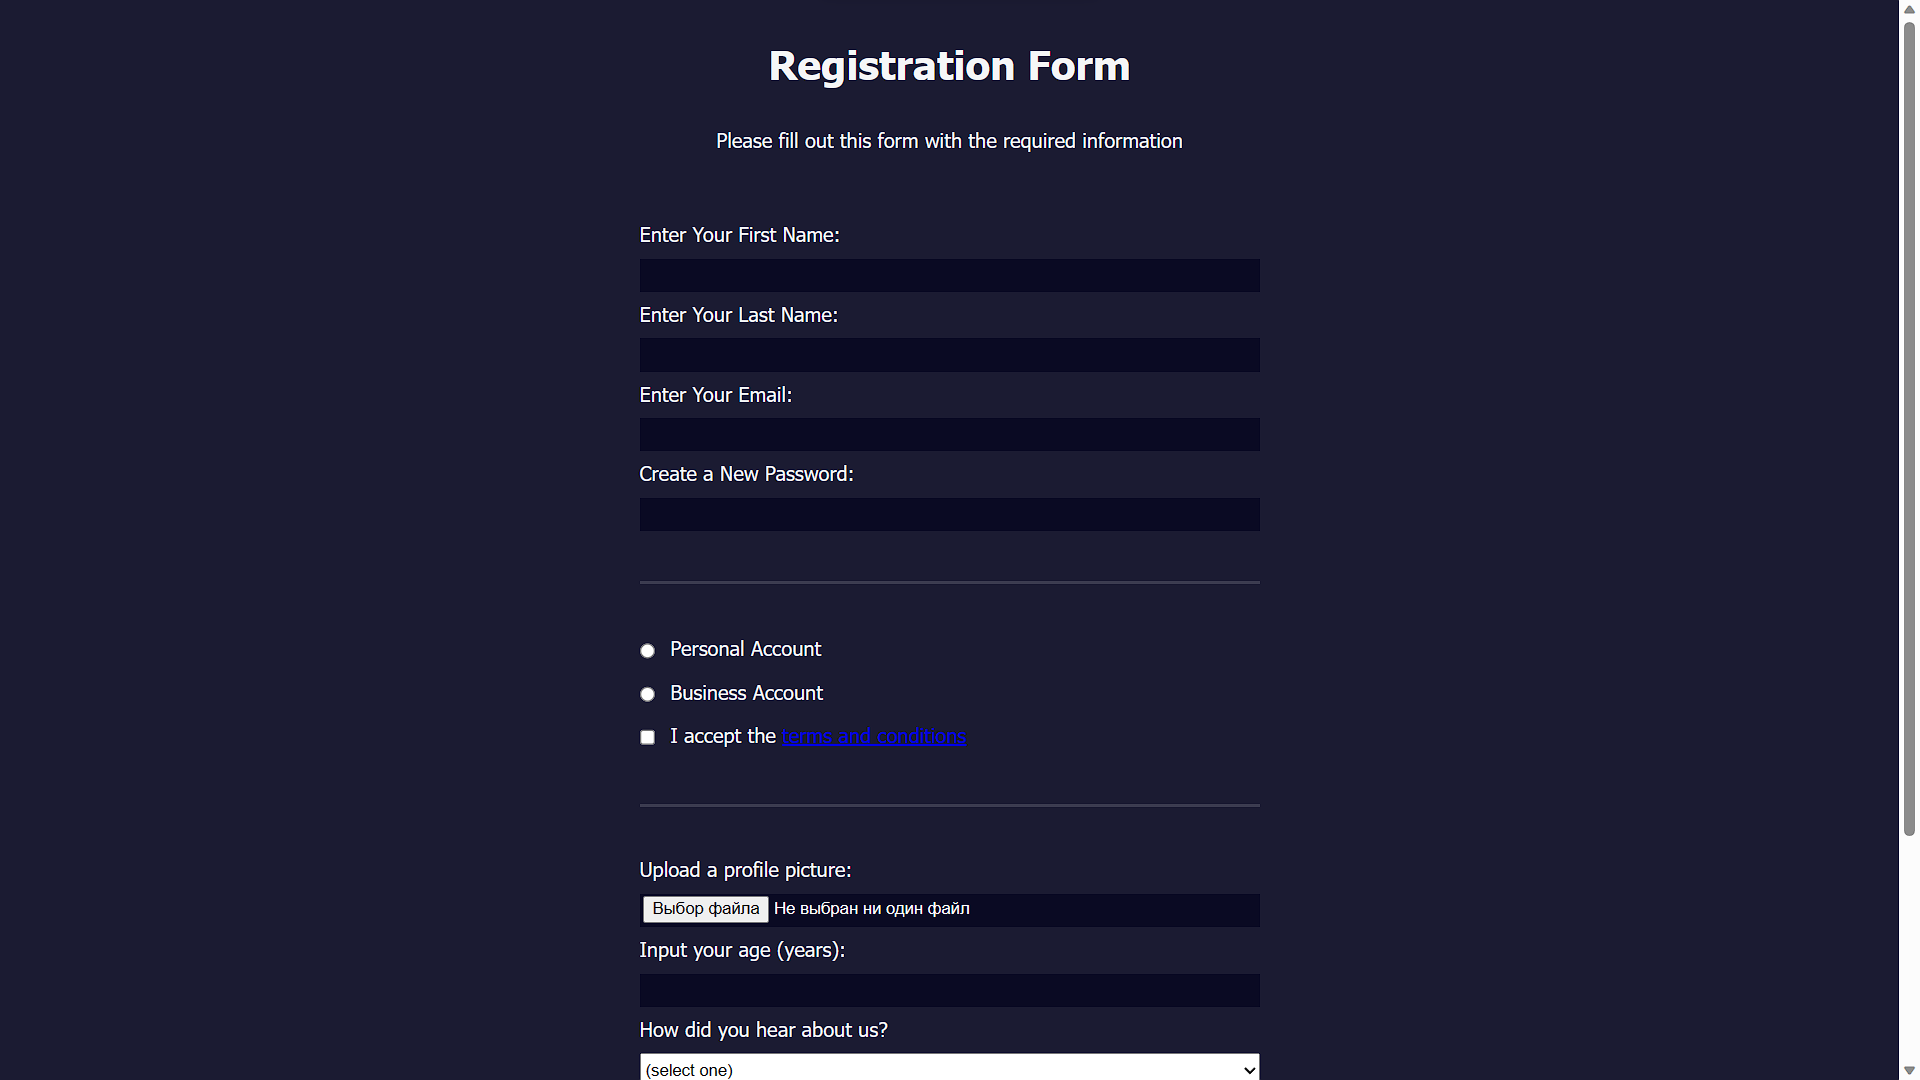 Registration Form
Please fill out this form with the required information
Enter Your First Name:
Enter Your Last Name:
Enter Your Email:
Create a New Password:
Personal Account
Business Account
I accept the terms and conditions
Upload a profile picture:
Выбор файла Не выбран ни один файл
Input your age (years):
How did you hear about us?
(select one)